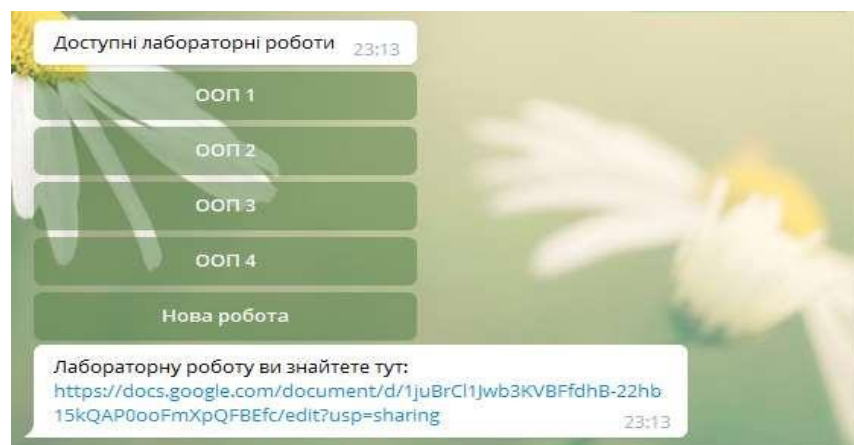 Доступні лабораторні роботи 23:13
ООП 1
ООП 2
ООП 3
ООП 4
Нова робота
Лабораторну роботу ви знайтете тут:
https://docs.google.com/document/d/1juBrCl1Jwb3KVBFfdhB-22hb
15kQAP0ooFmXpQFBEfc/edit?usp=sharing 23:13